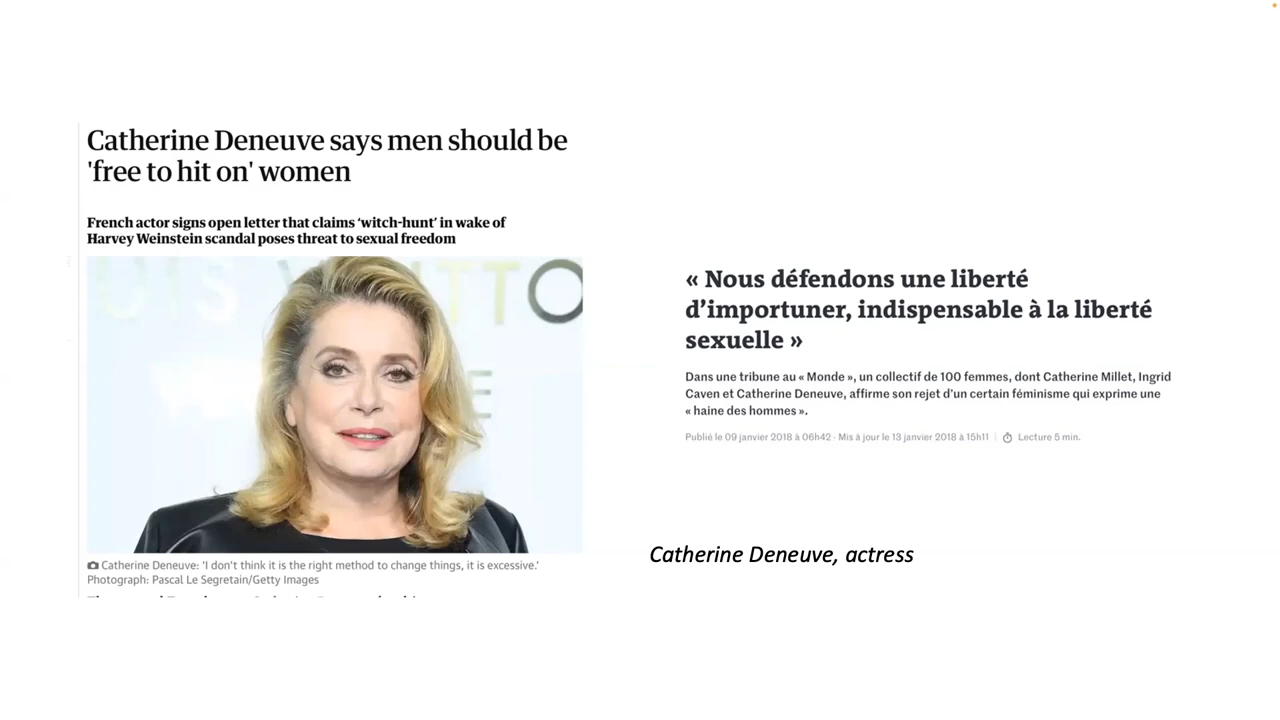 Catherine Deneuve says men should be
'free to hit on' women
French actor signs open letter that claims ‘witch-hunt’ in wake of
Harvey Weinstein scandal poses threat to sexual freedom
Catherine Deneuve: 'I don't think it is the right method to change things, it is excessive.'
Photograph: Pascal Le Segretain/Getty Images
« Nous défendons une liberté
d’importuner, indispensable à la liberté
sexuelle »
Dans une tribune au « Monde », un collectif de 100 femmes, dont Catherine Millet, Ingrid
Caven et Catherine Deneuve, affirme son rejet d’un certain féminisme qui exprime une
« haine des hommes ».
Publié le 09 janvier 2018 à 06h42 - Mis à jour le 13 janvier 2018 à 15h11 | Lecture 5 min.
Catherine Deneuve, actress